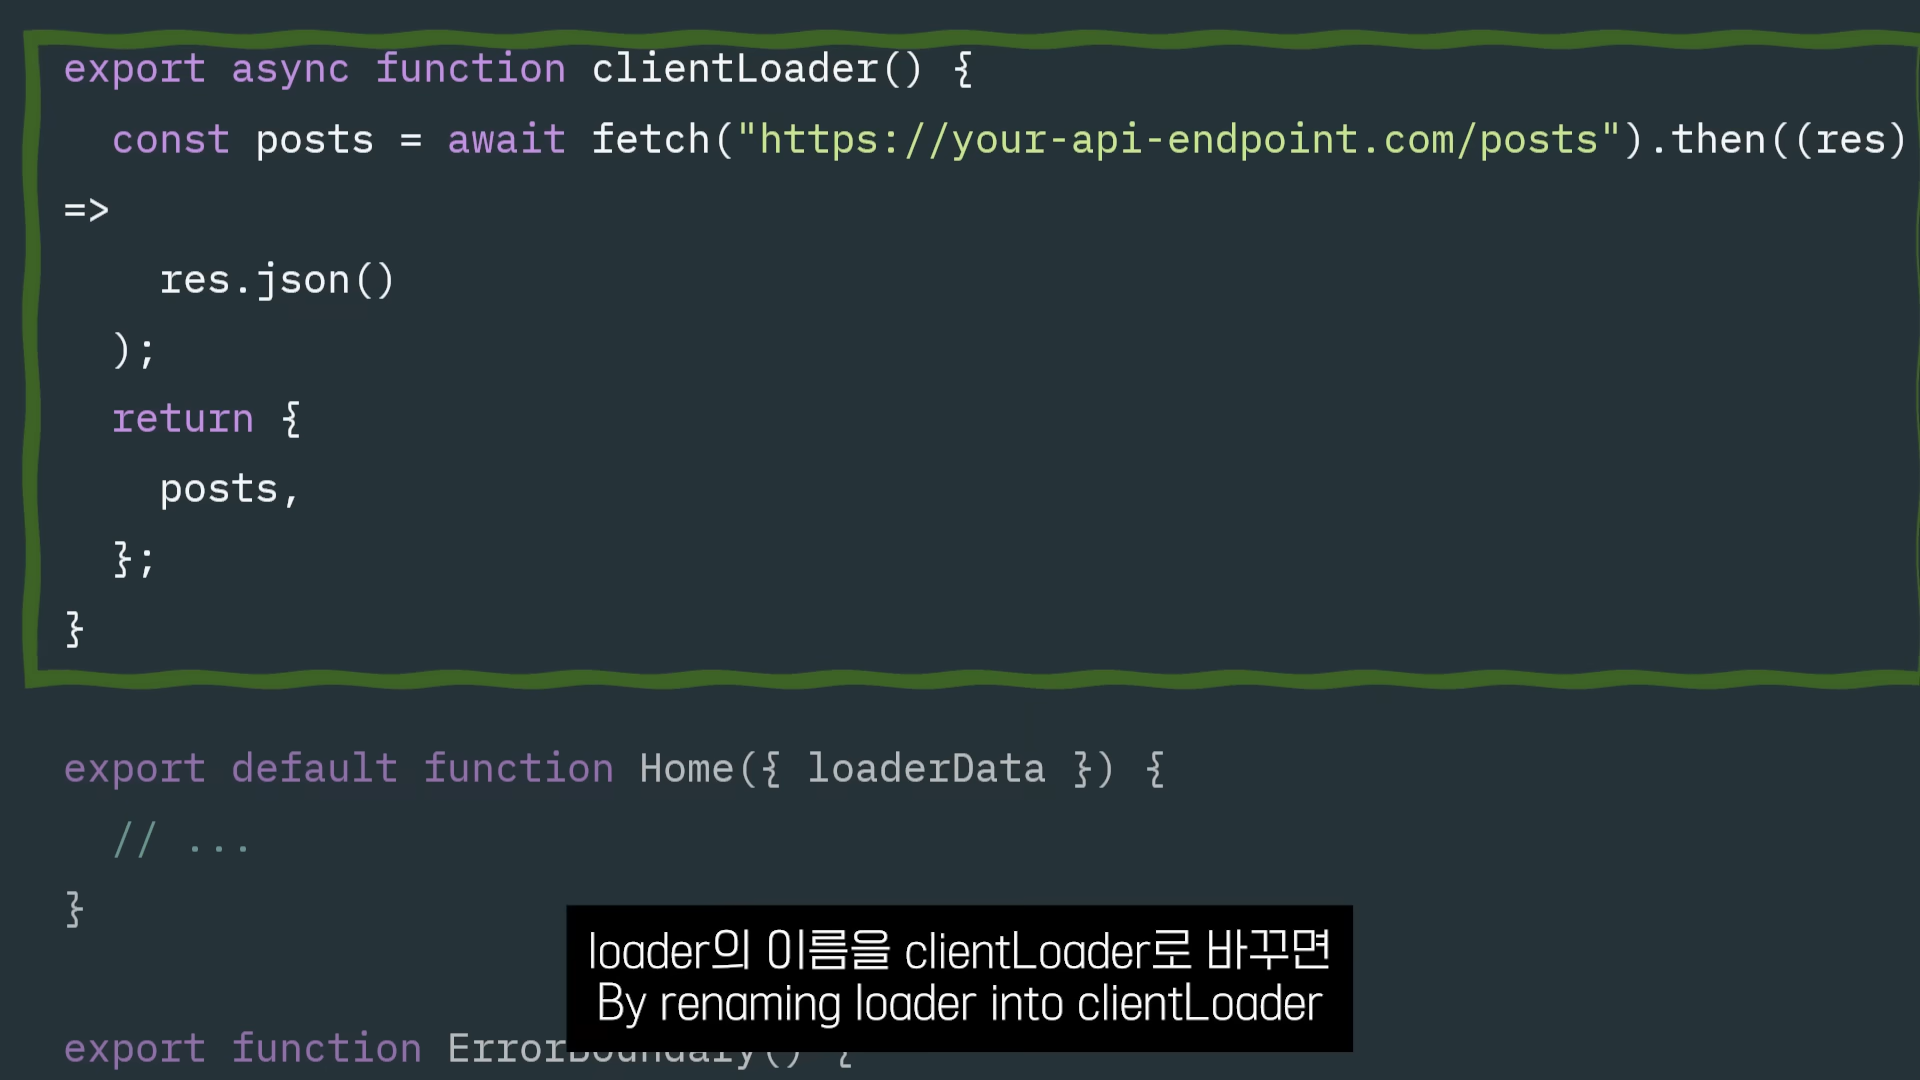 export async function clientLoader() {
const posts = await fetch("https://your-api-endpoint.com/posts").then((res)
=>
res.json()
);
return {
posts,
};
}
export default function Home({ loaderData }) {
// ...
}
loader의 이름을 clientLoader로 바꾸면
By renaming loader into clientLoader
export function ErrorBoundary() {